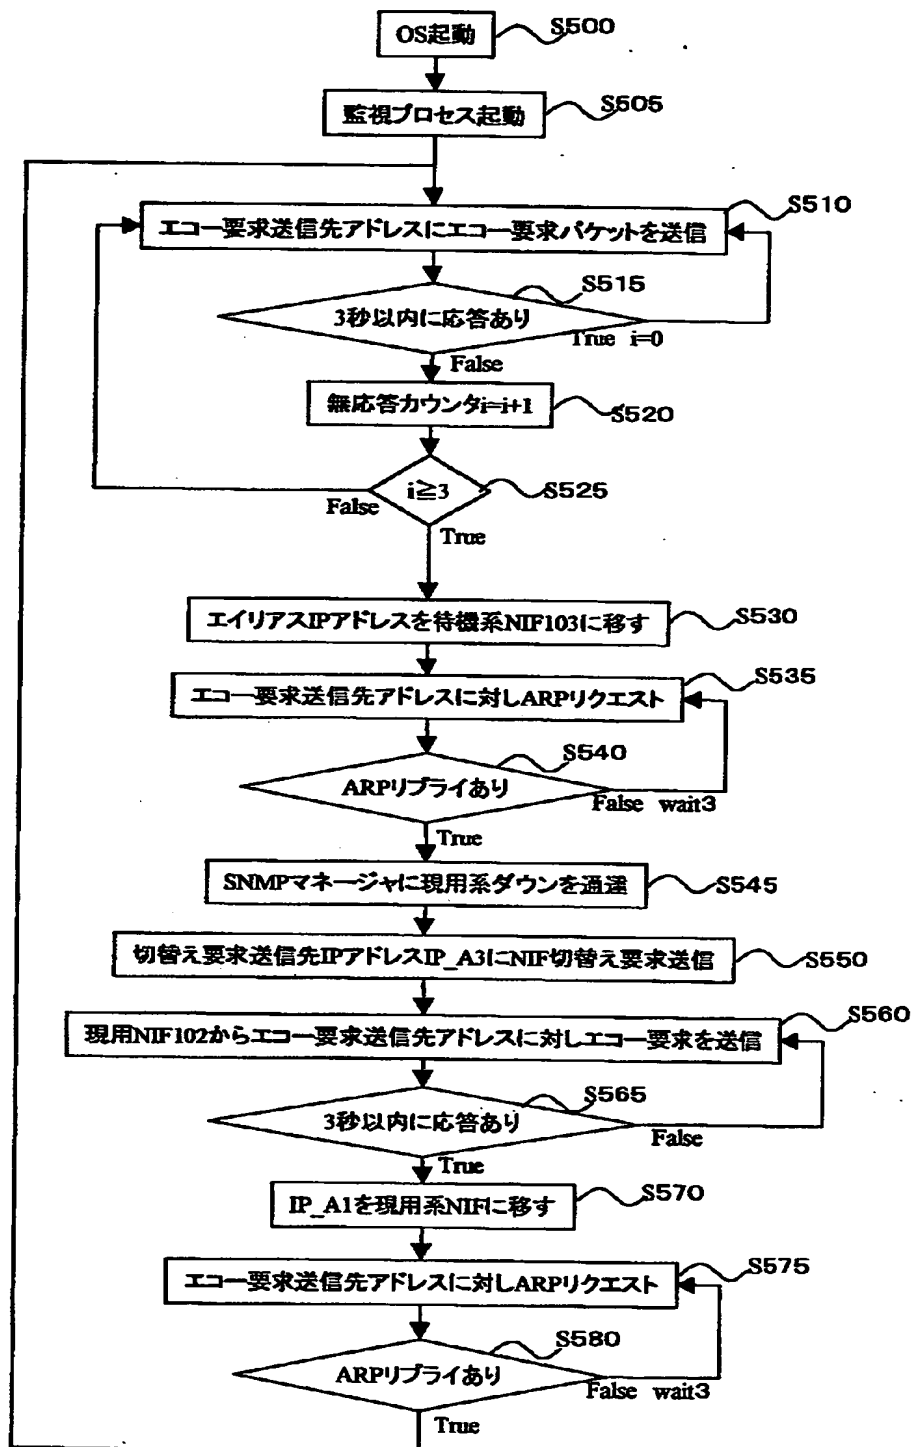 OS起動
S500
監視プロセス起動
S505
エコー要求送信先アドレスにエコー要求パケットを送信
S510
3秒以内に応答あり
S515
True i=0
False
無応答カウンタi=i+1
S520
i≧3
S525
False
True
エイリアスIPアドレスを待機系NIF103に移す
S530
エコー要求送信先アドレスに対しARPリクエスト
S535
ARPリプライあり
S540
False wait3
True
SNMPマネージャに現用系ダウンを通達
S545
切替え要求送信先IPアドレスIP_A3にNIF切替え要求送信
S550
現用NIF102からエコー要求送信先アドレスに対しエコー要求を送信
S560
3秒以内に応答あり
S565
False
True
IP_A1を現用系NIFに移す
S570
エコー要求送信先アドレスに対しARPリクエスト
S575
ARPリプライあり
S580
False wait3
True